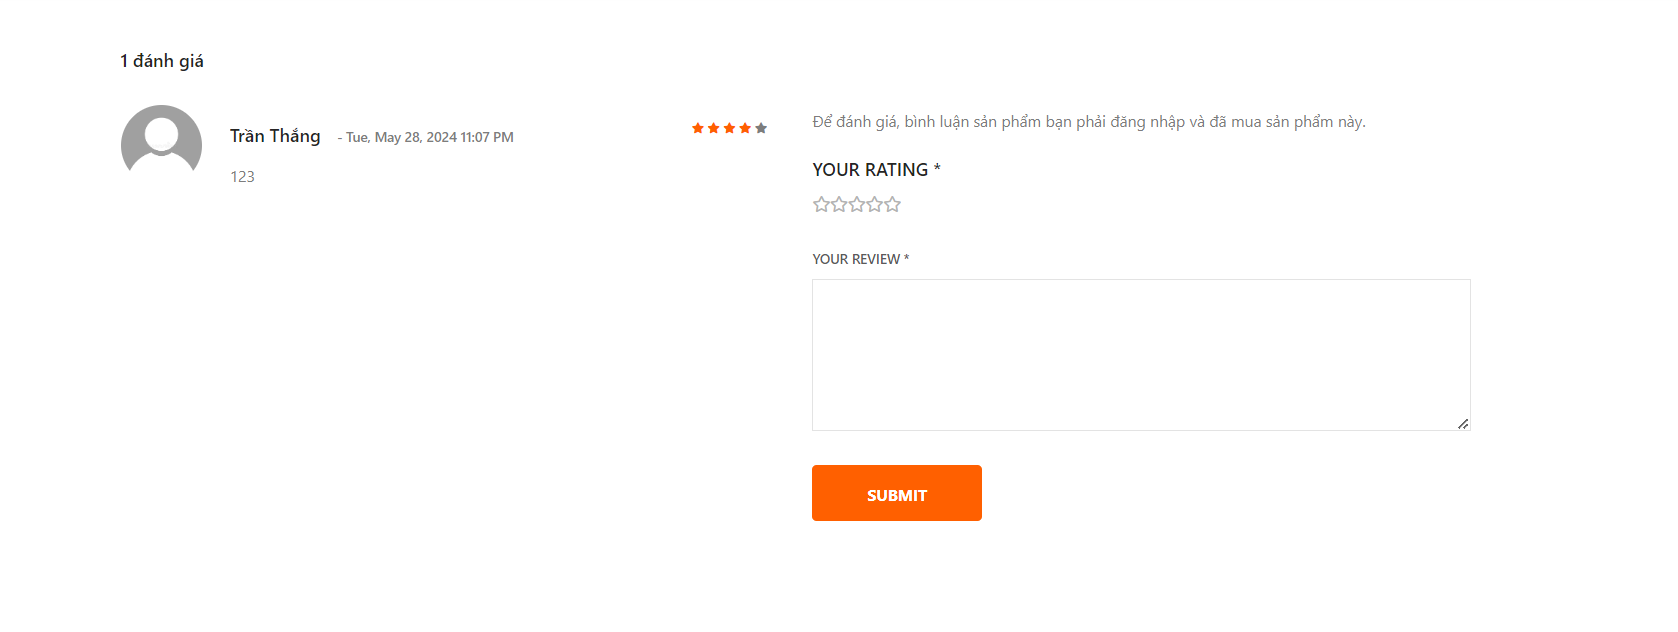 1 đánh giá
Trần Thắng - Tue, May 28, 2024 11:07 PM
123
Để đánh giá, bình luận sản phẩm bạn phải đăng nhập và đã mua sản phẩm này.
YOUR RATING *
YOUR REVIEW *
SUBMIT